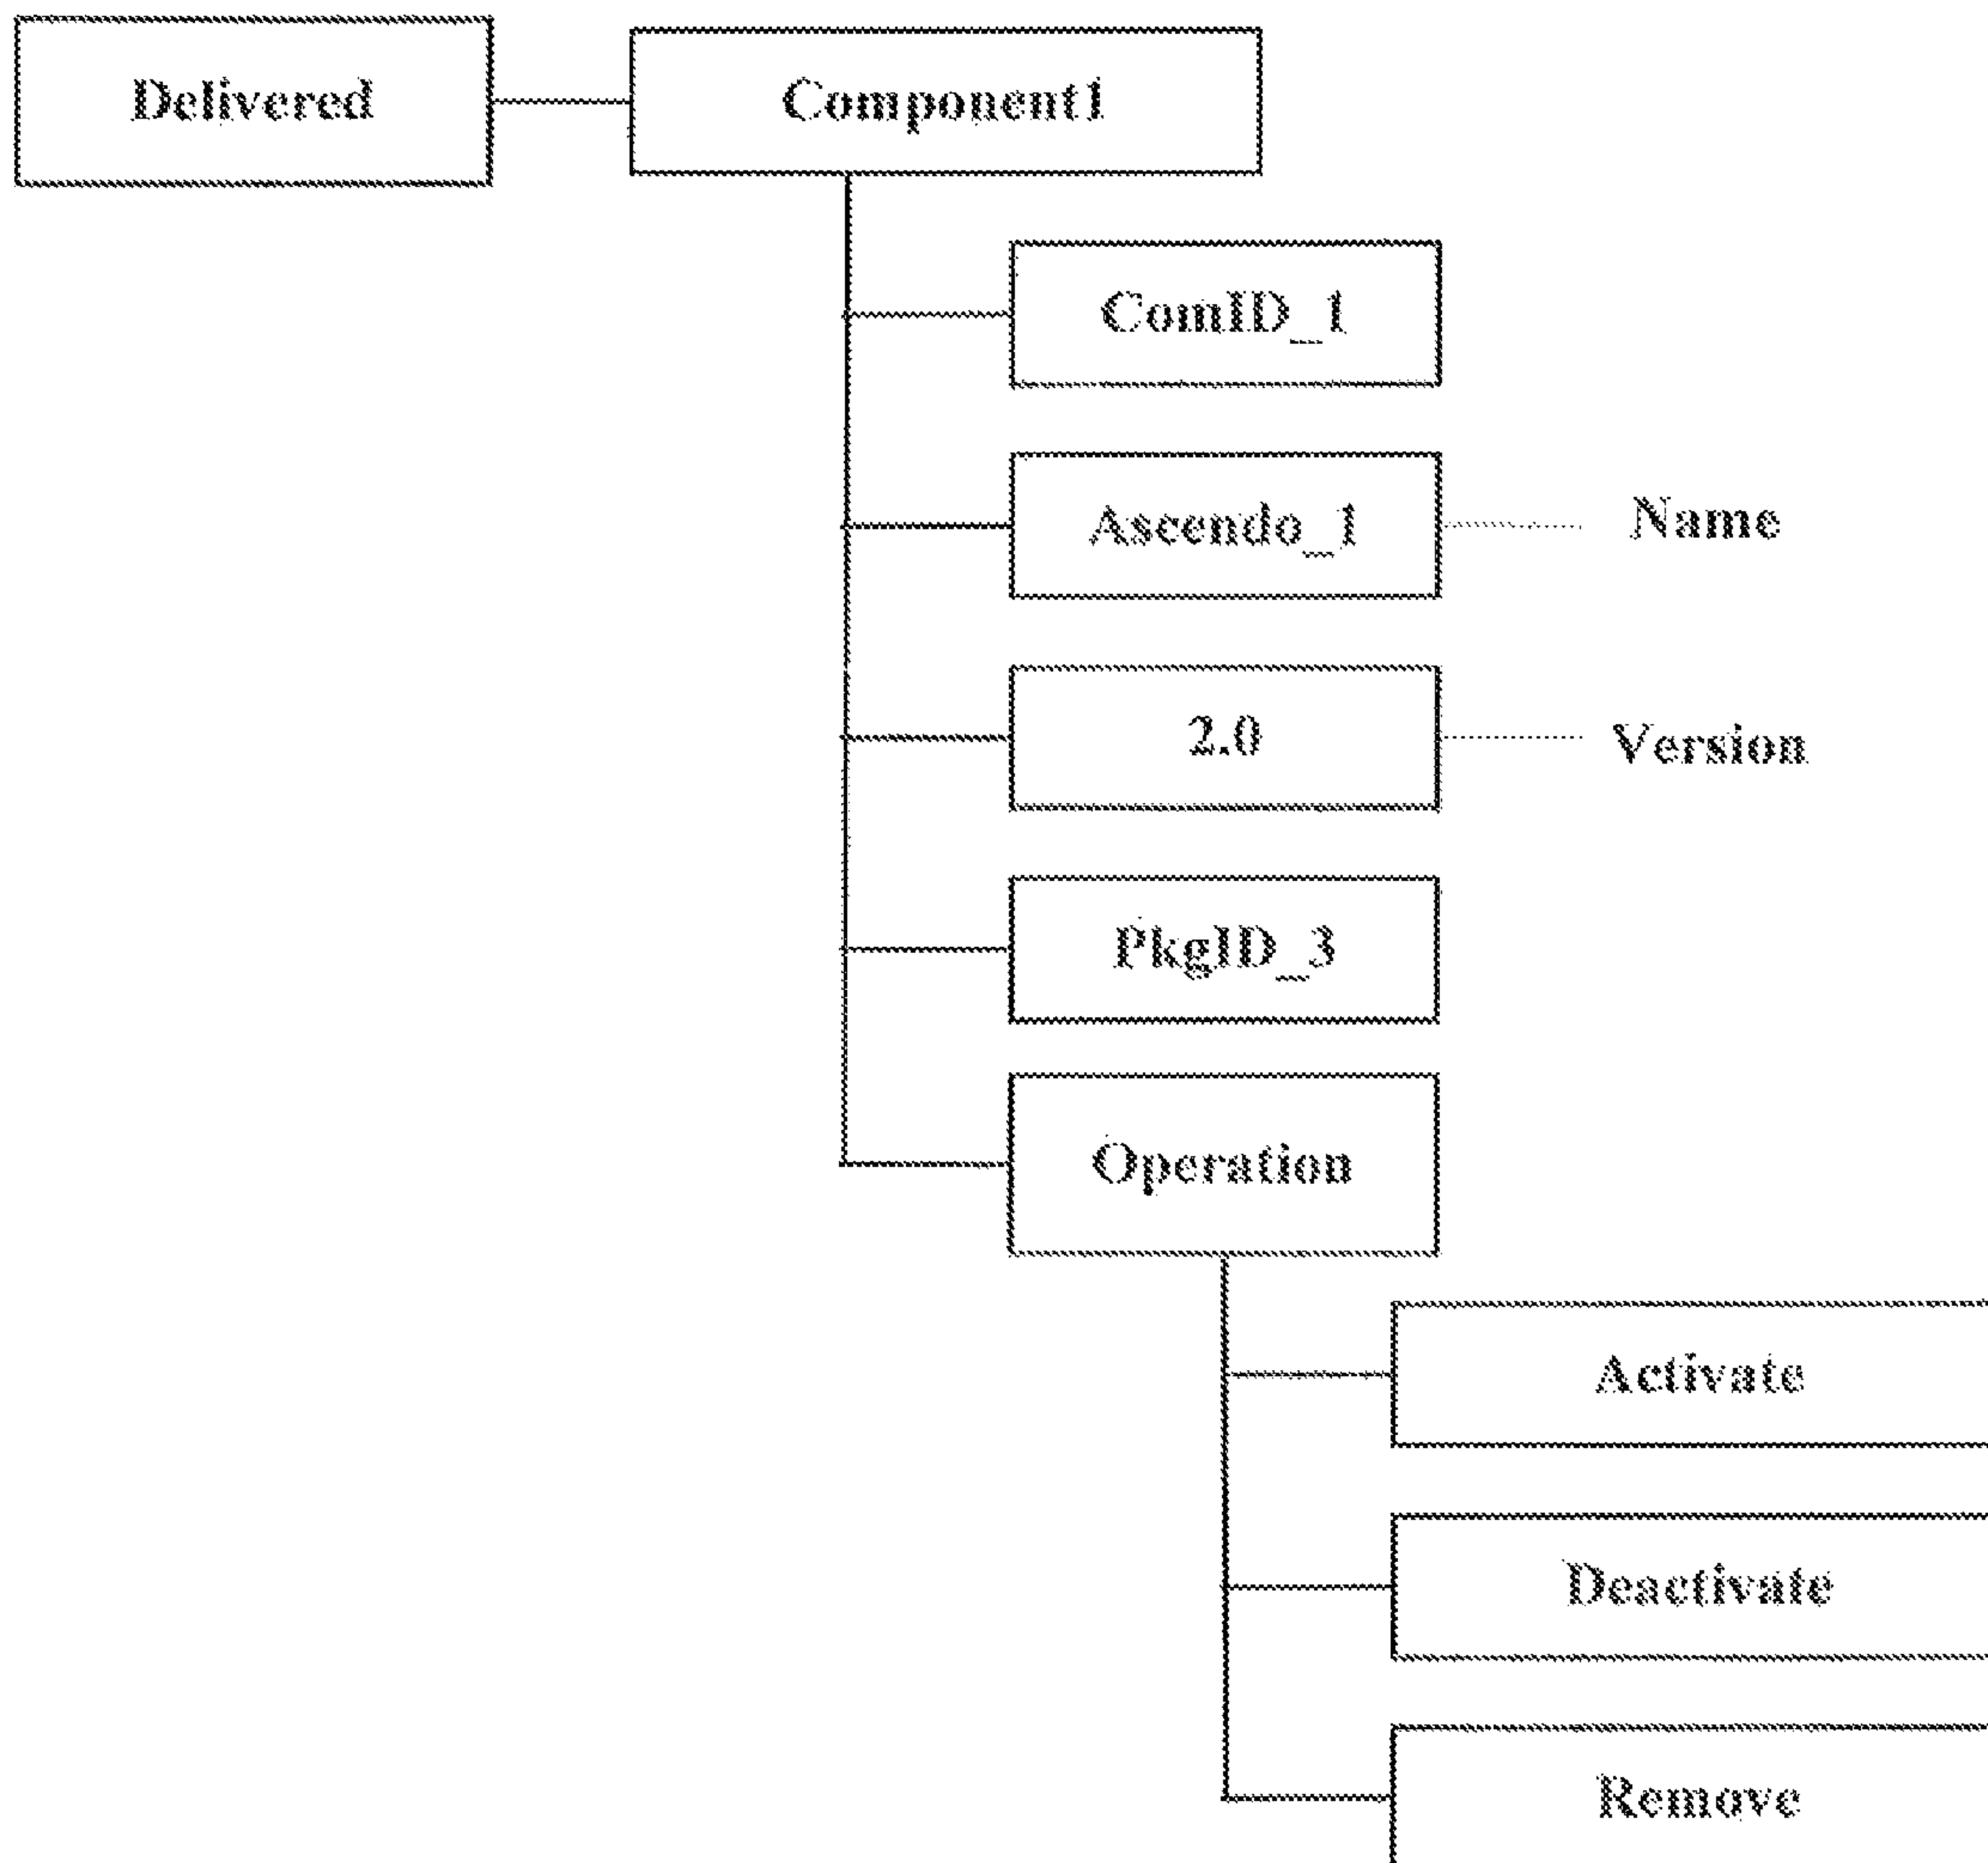 Delivered
Component1
ComID_1
Ascendo_1
Name
2.0
Version
PkgID_3
Operation
Activate
Deactivate
Remove